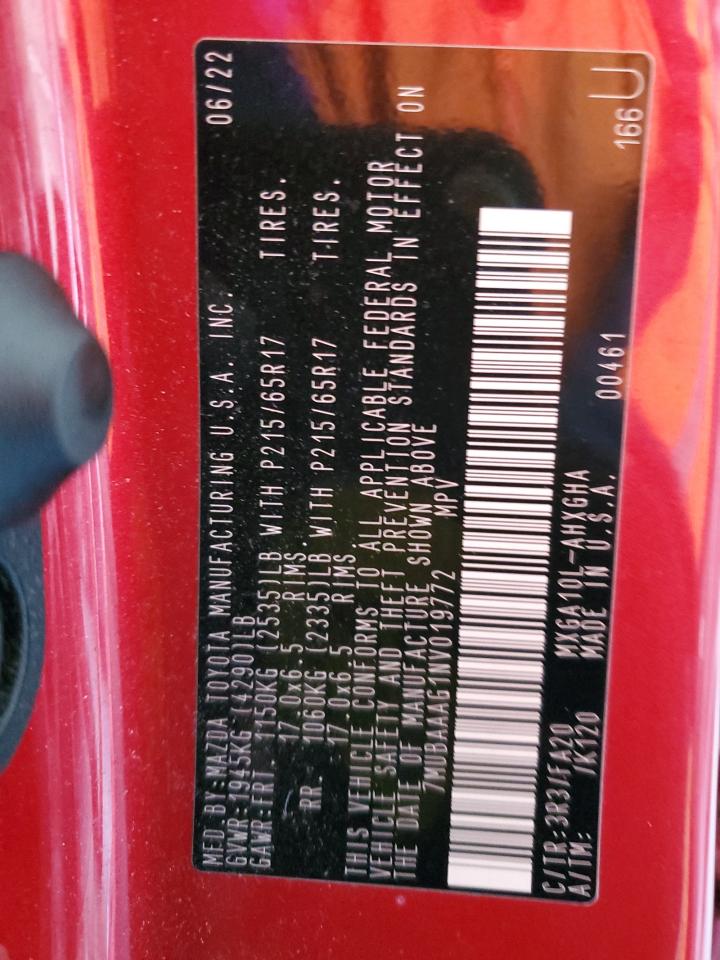 MFD BY:MAZDA TOYOTA MANUFACTURING U.S.A. INC. 06/22
GVWR:1945KG (4290)LB
GAWR:FRT. 1150KG (2535)LB WITH P215/65R17 TIRES.
17.0x6.5 RIMS.
RR. 1060KG (2335)LB WITH P215/65R17 TIRES.
17.0x6.5 RIMS
THIS VEHICLE CONFORMS TO ALL APPLICABLE FEDERAL MOTOR
VEHICLE SAFETY AND THEFT PREVENTION STANDARDS IN EFFECT ON
THE DATE OF MANUFACTURE SHOWN ABOVE
7MUBAAAG1NV019772 MPV
C/TR:3R3/FA20 MXGA10L-AHXGHA 00461
A/TM: /K120 MADE IN U.S.A.
166U